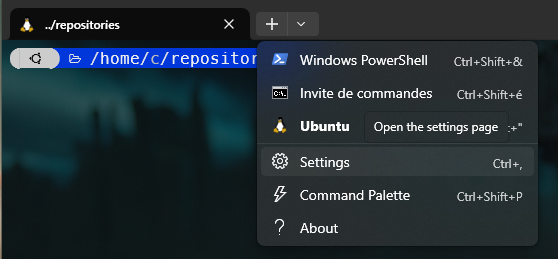 ../repositories
/home/c/repositor
Windows PowerShell Ctrl+Shift+&
Invite de commandes Ctrl+Shift+é
Ubuntu Open the settings page :+"
Settings Ctrl+,
Command Palette Ctrl+Shift+P
About